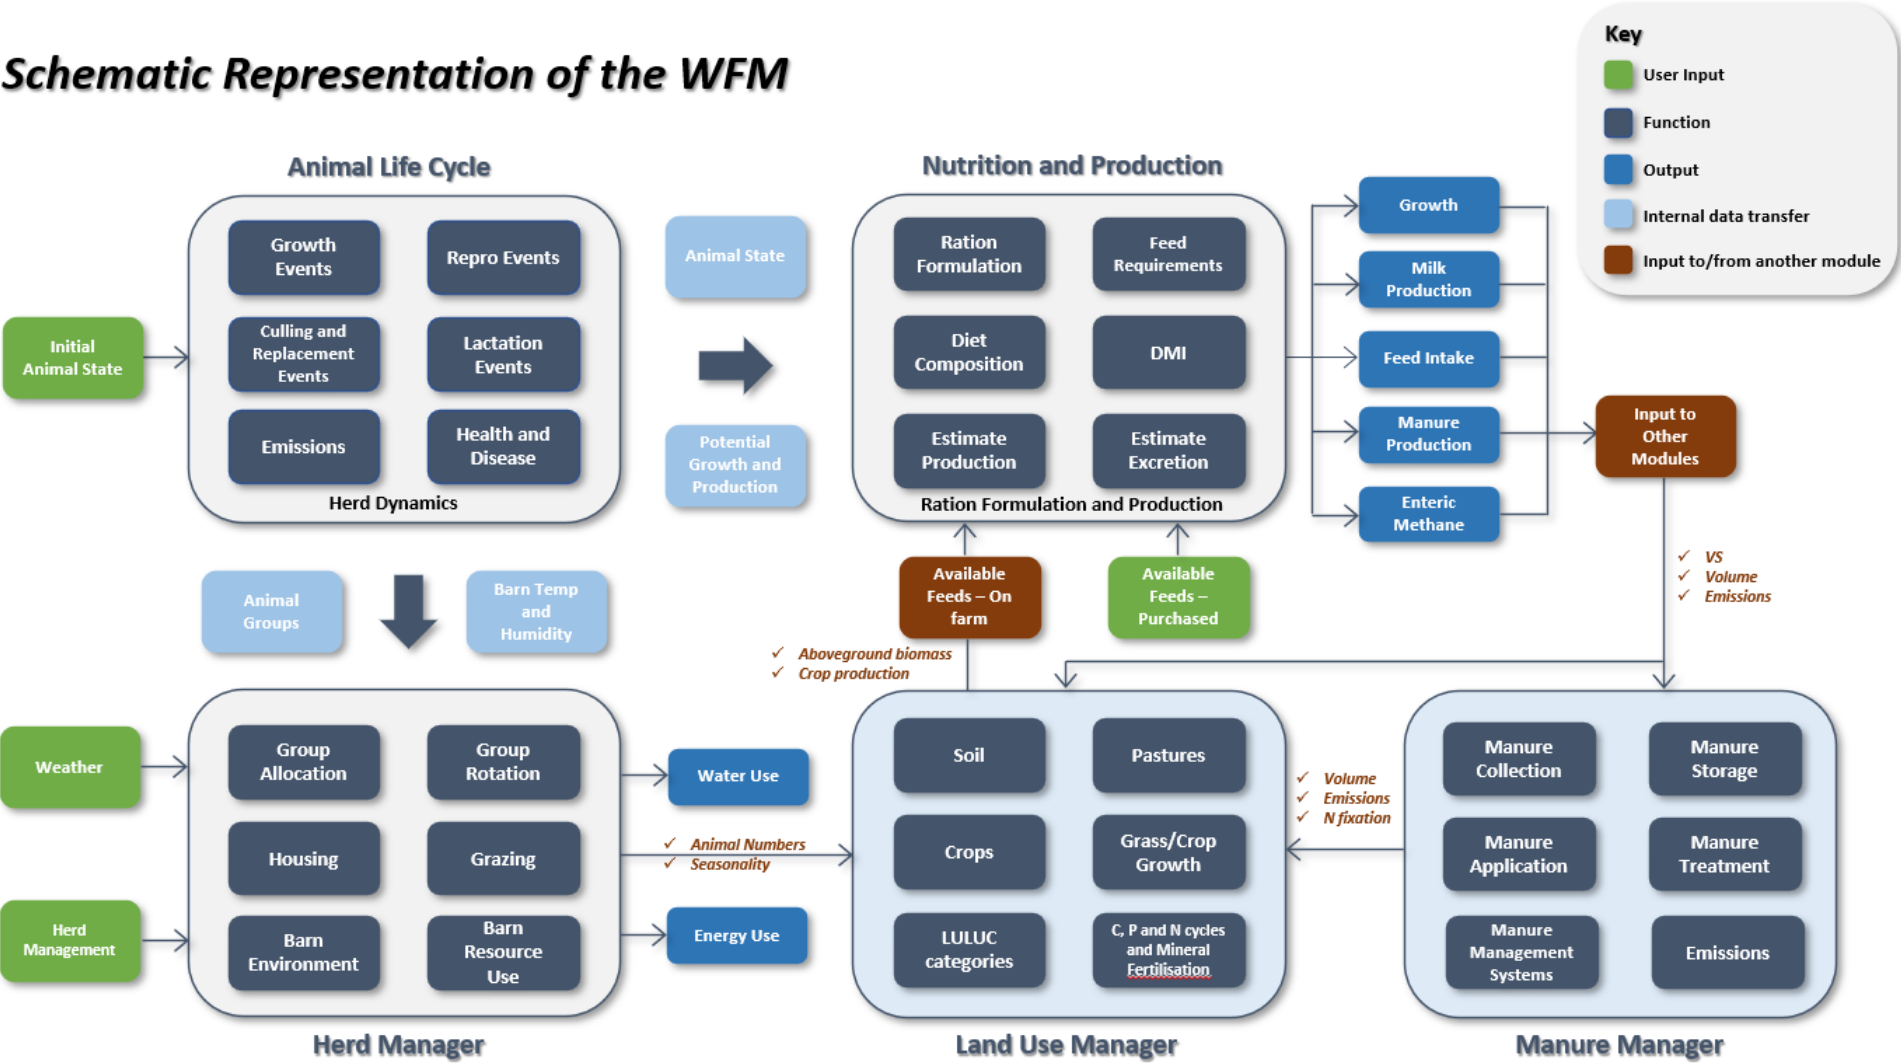 Schematic Representation of the WFM
Key
User Input
Function
Output
Internal data transfer
Input to/from another module
Animal Life Cycle
Growth
Events
Repro Events
Culling and
Replacement
Events
Lactation
Events
Emissions
Health and
Disease
Herd Dynamics
Initial
Animal State
Animal State
Potential
Growth and
Production
Nutrition and Production
Ration
Formulation
Feed
Requirements
Diet
Composition
DMI
Estimate
Production
Estimate
Excretion
Ration Formulation and Production
Growth
Milk
Production
Feed Intake
Manure
Production
Enteric
Methane
Input to
Other
Modules
✓ VS
✓ Volume
✓ Emissions
Animal
Groups
Barn Temp
and
Humidity
Available
Feeds – On
farm
Available
Feeds –
Purchased
✓ Aboveground biomass
✓ Crop production
Weather
Herd
Management
Group
Allocation
Group
Rotation
Housing
Grazing
Barn
Environment
Barn
Resource
Use
Herd Manager
Water Use
✓ Animal Numbers
✓ Seasonality
Energy Use
Soil
Pastures
Crops
Grass/Crop
Growth
LULUC
categories
C, P and N cycles
and Mineral
Fertilisation
Land Use Manager
✓ Volume
✓ Emissions
✓ N fixation
Manure
Collection
Manure
Storage
Manure
Application
Manure
Treatment
Manure
Management
Systems
Emissions
Manure Manager